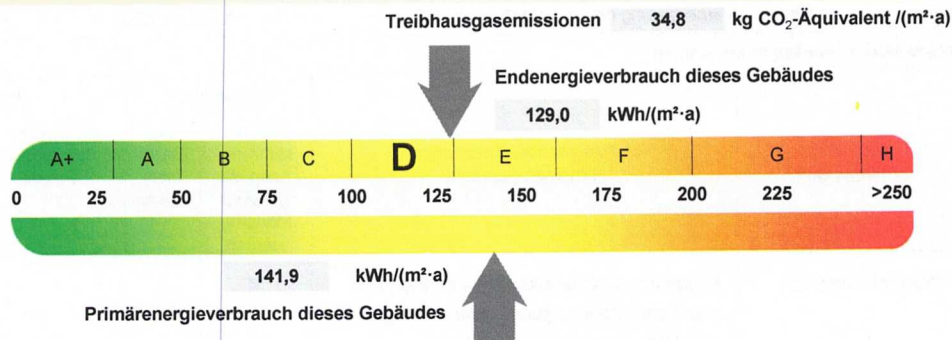 Treibhausgasemissionen 34,8 kg CO₂-Äquivalent /(m²·a)
Endenergieverbrauch dieses Gebäudes
129,0 kWh/(m²·a)
A+ A B C D E F G H
0 25 50 75 100 125 150 175 200 225 >250
141,9 kWh/(m²·a)
Primärenergieverbrauch dieses Gebäudes